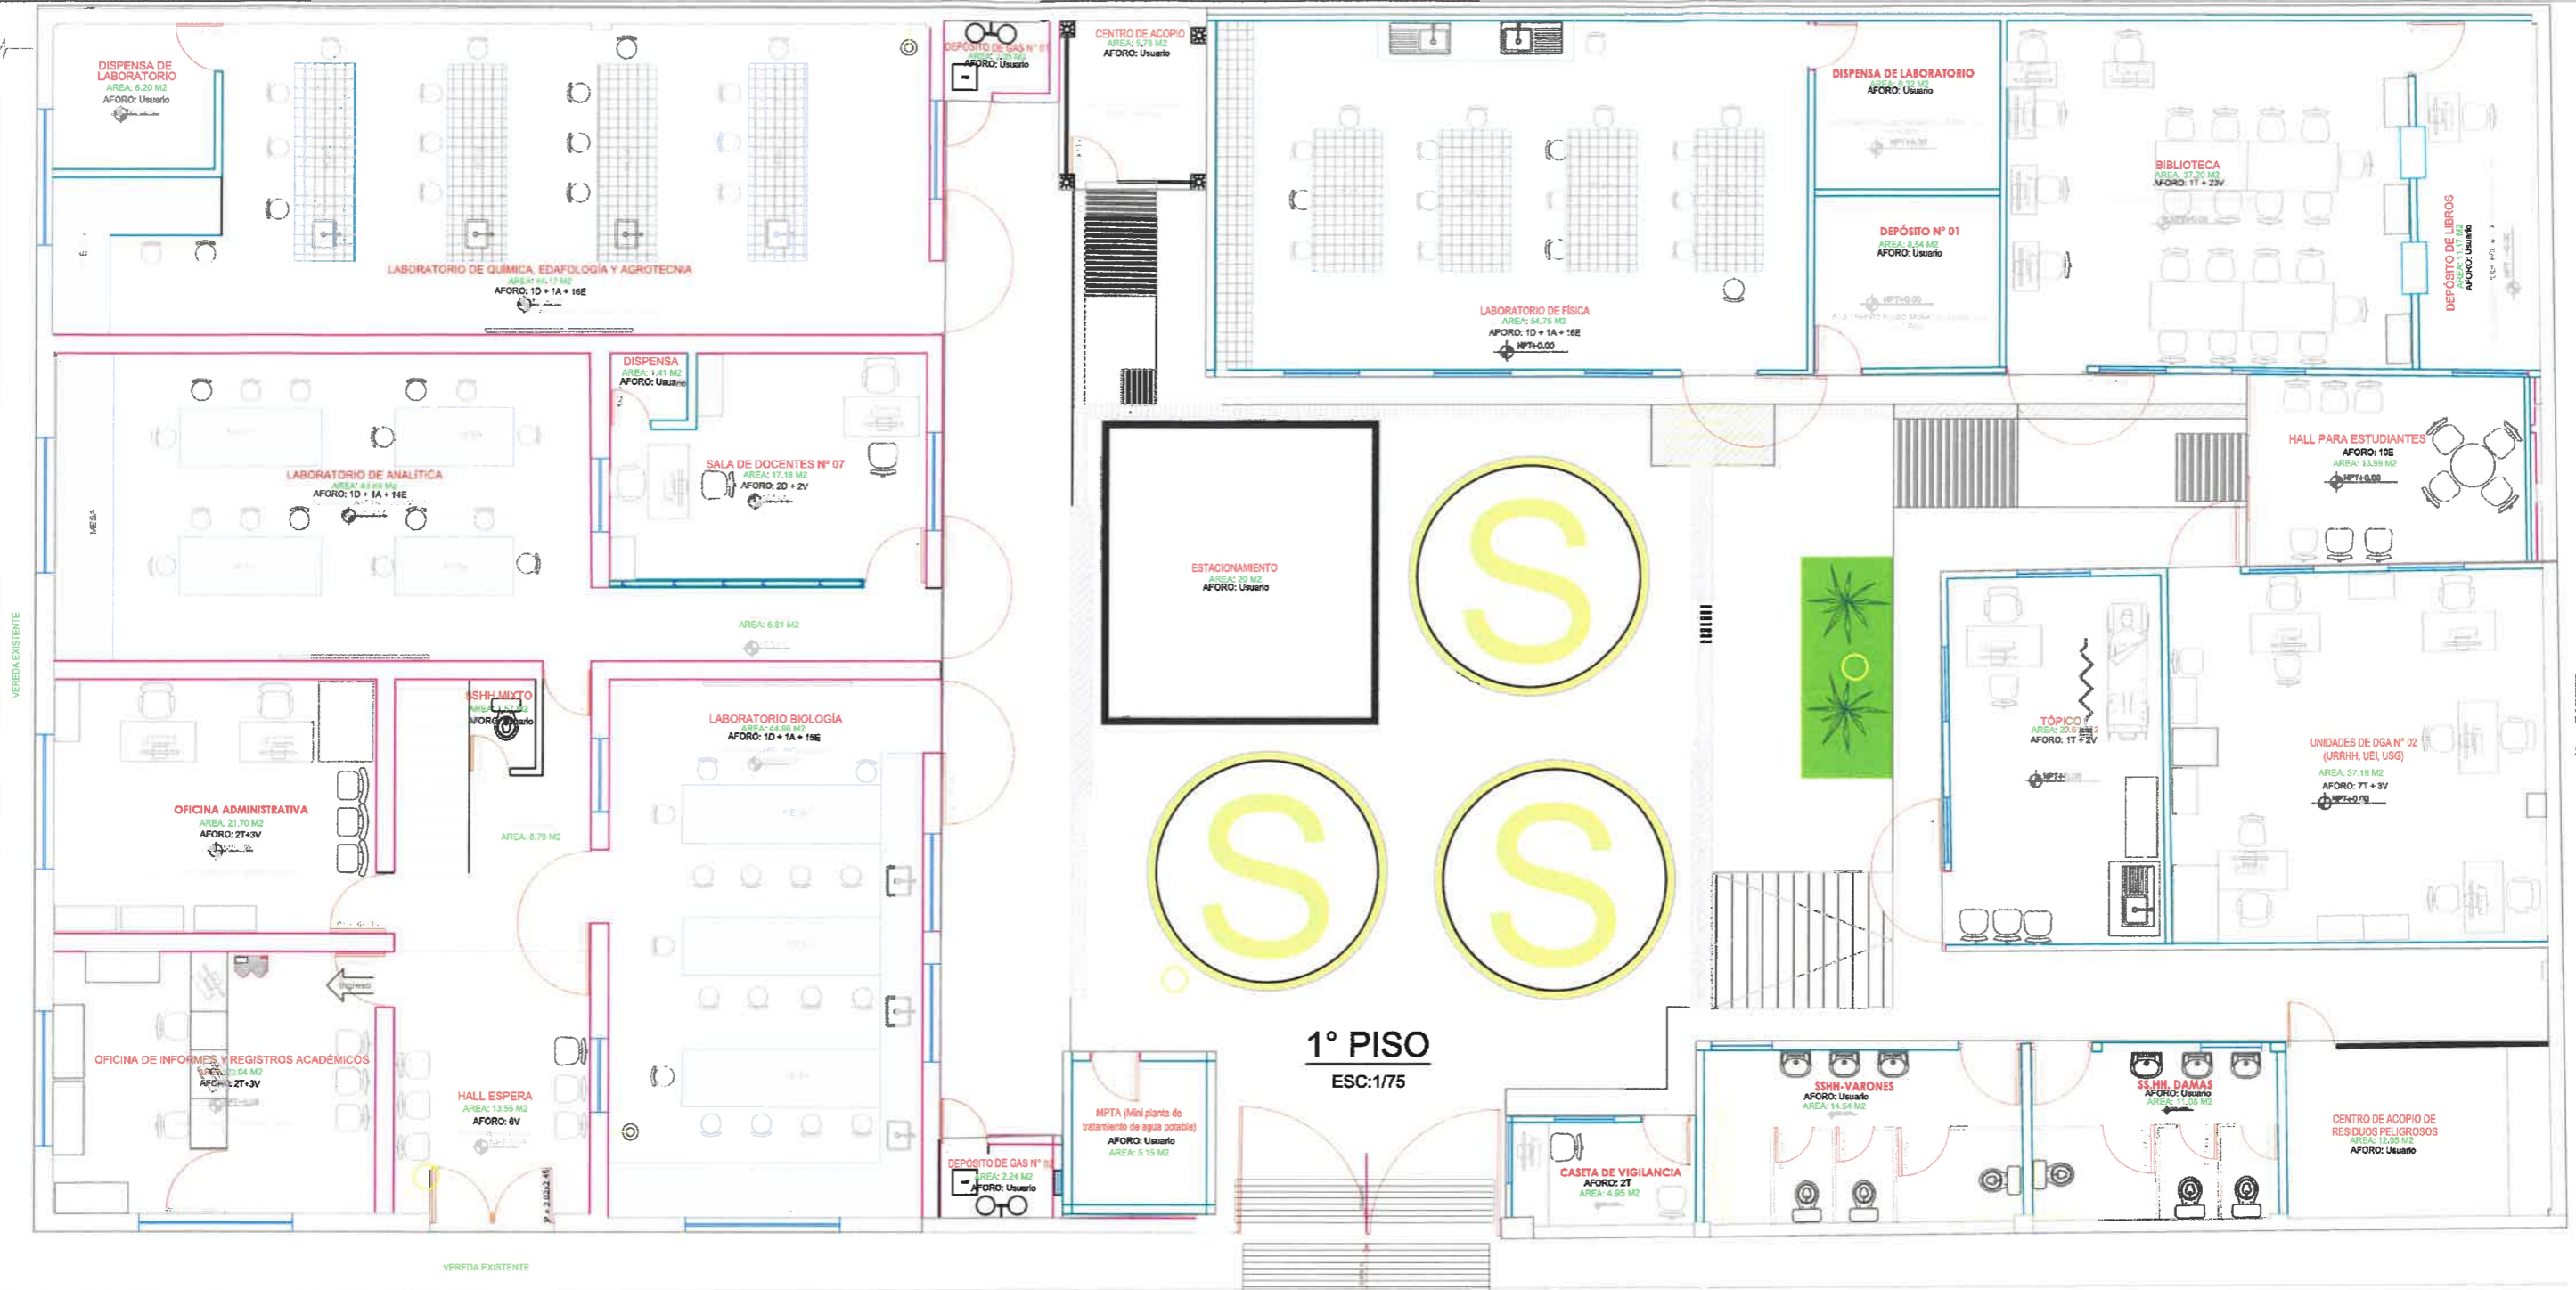 DISPENSA DE
LABORATORIO
AREA: 6.20 M2
AFORO: Usuario
LABORATORIO DE QUÍMICA, EDAFOLOGÍA Y AGROTECNIA
AFORO: 1D + 1A + 16E
DEPÓSITO DE GAS N° 01
AFORO: Usuario
CENTRO DE ACOPIO
AREA: 5.78 M2
AFORO: Usuario
DISPENSA DE LABORATORIO
AFORO: Usuario
DEPÓSITO N° 01
AREA: 8.54 M2
AFORO: Usuario
NPT+0.00
LABORATORIO DE FÍSICA
AREA: 54.75 M2
AFORO: 1D + 1A + 16E
NPT+0.00
BIBLIOTECA
AREA: 37.20 M2
AFORO: 1T + 23V
DEPÓSITO DE LIBROS
AREA: 11.17 M2
AFORO: Usuario
LABORATORIO DE ANALÍTICA
AFORO: 1D + 1A + 14E
MESA
DISPENSA
AREA: 1.41 M2
AFORO: Usuario
SALA DE DOCENTES N° 07
AREA: 17.18 M2
AFORO: 2D + 2V
AREA: 6.81 M2
HALL PARA ESTUDIANTES
AFORO: 10E
AREA: 13.99 M2
NPT+0.00
ESTACIONAMIENTO
AREA: 20 M2
AFORO: Usuario
S
S
S
VEREDA EXISTENTE
OFICINA ADMINISTRATIVA
AREA: 21.70 M2
AFORO: 2T+3V
SSHH MIXTO
AREA: 8.79 M2
LABORATORIO BIOLOGÍA
AREA: 44.86 M2
AFORO: 1D + 1A + 15E
TÓPICO
AFORO: 1T + 2V
UNIDADES DE DGA N° 02
(URRHH, UEI, USG)
AREA: 37.18 M2
AFORO: 7T + 3V
NPT+0.00
Ingreso
OFICINA DE INFORMES Y REGISTROS ACADÉMICOS
AFORO: 2T+3V
HALL ESPERA
AREA: 13.55 M2
AFORO: 6V
DEPÓSITO DE GAS N° 02
AREA: 2.24 M2
AFORO: Usuario
MPTA (Mini planta de
tratamiento de agua potable)
AFORO: Usuario
AREA: 5.15 M2
1° PISO
ESC:1/75
CASETA DE VIGILANCIA
AFORO: 2T
AREA: 4.95 M2
SSHH-VARONES
AFORO: Usuario
AREA: 14.54 M2
SS.HH. DAMAS
AFORO: Usuario
AREA: 11.08 M2
CENTRO DE ACOPIO DE
RESIDUOS PELIGROSOS
AREA: 12.05 M2
AFORO: Usuario
VEREDA EXISTENTE